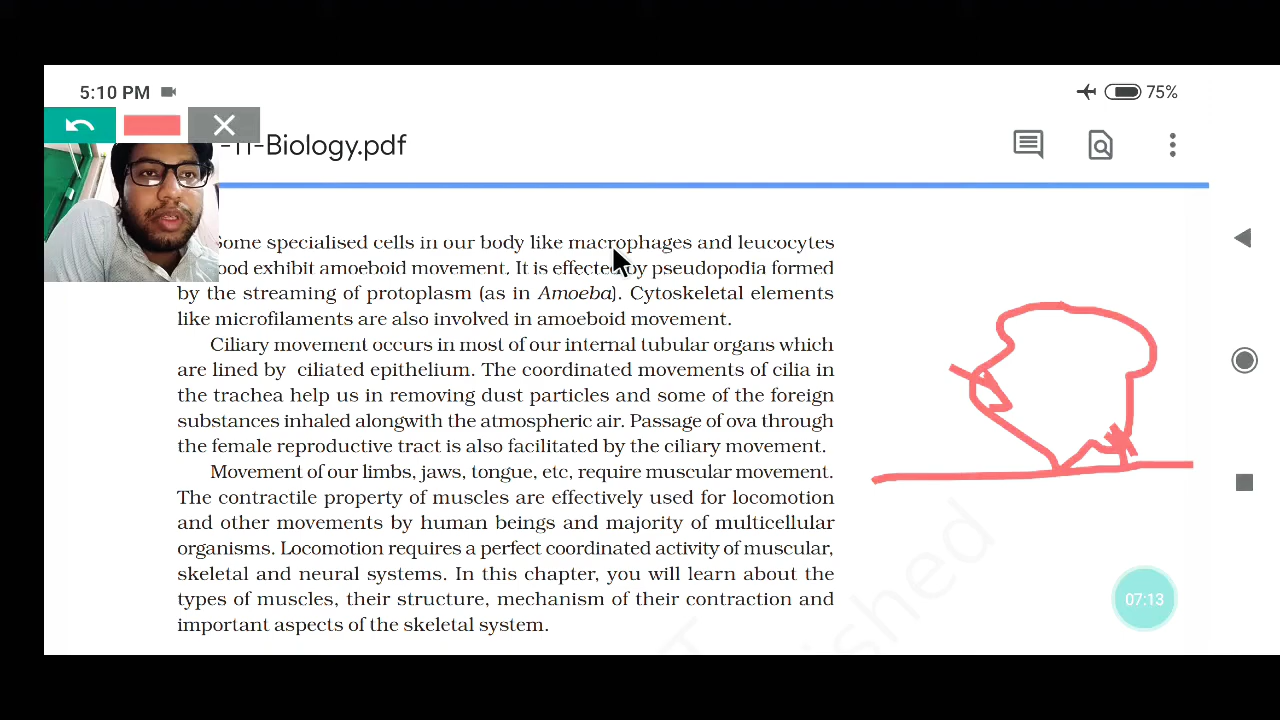 5:10 PM
75%
-11-Biology.pdf
Some specialised cells in our body like macrophages and leucocytes
ood exhibit amoeboid movement. It is effected by pseudopodia formed
by the streaming of protoplasm (as in Amoeba). Cytoskeletal elements
like microfilaments are also involved in amoeboid movement.
Ciliary movement occurs in most of our internal tubular organs which
are lined by ciliated epithelium. The coordinated movements of cilia in
the trachea help us in removing dust particles and some of the foreign
substances inhaled alongwith the atmospheric air. Passage of ova through
the female reproductive tract is also facilitated by the ciliary movement.
Movement of our limbs, jaws, tongue, etc, require muscular movement.
The contractile property of muscles are effectively used for locomotion
and other movements by human beings and majority of multicellular
organisms. Locomotion requires a perfect coordinated activity of muscular,
skeletal and neural systems. In this chapter, you will learn about the
types of muscles, their structure, mechanism of their contraction and
important aspects of the skeletal system.
07:13